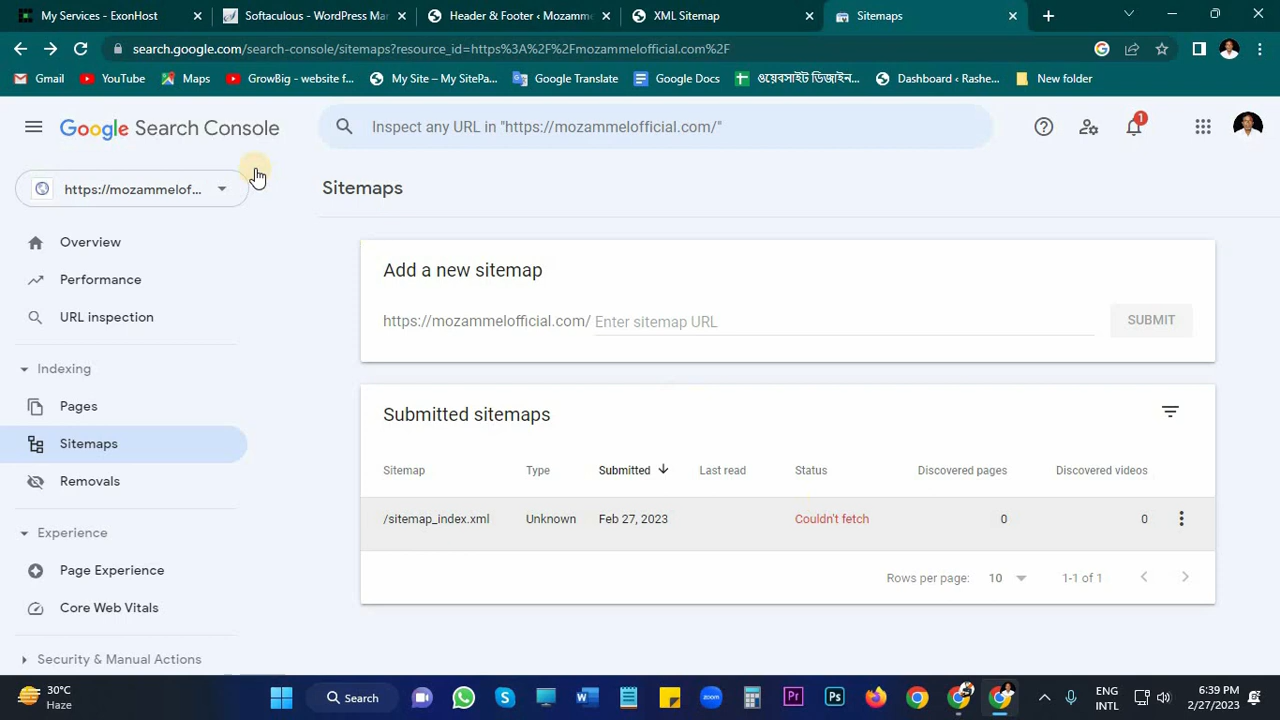 My Services - ExonHost
Softaculous - WordPress Mar
Header & Footer ‹ Mozamme
XML Sitemap
Sitemaps
search.google.com/search-console/sitemaps?resource_id=https%3A%2F%2Fmozammelofficial.com%2F
Gmail
YouTube
Maps
GrowBig - website f...
My Site – My SitePa...
Google Translate
Google Docs
ওয়েবসাইট ডিজাইন...
Dashboard ‹ Rashe...
New folder
Google Search Console
Inspect any URL in "https://mozammelofficial.com/"
1
https://mozammelof...
Sitemaps
Overview
Performance
URL inspection
Indexing
Pages
Sitemaps
Removals
Experience
Page Experience
Core Web Vitals
Security & Manual Actions
Add a new sitemap
https://mozammelofficial.com/ Enter sitemap URL
SUBMIT
Submitted sitemaps
Sitemap Type Submitted Last read Status Discovered pages Discovered videos
/sitemap_index.xml Unknown Feb 27, 2023 Couldn't fetch 0 0
Rows per page: 10 1-1 of 1
30°C
Haze
Search
ENG
INTL
6:39 PM
2/27/2023